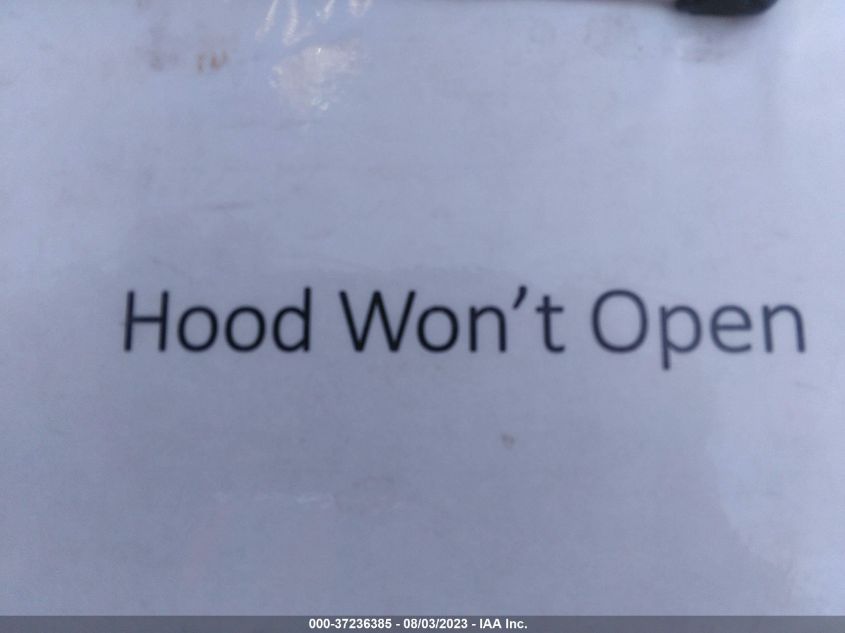 Hood Won’t Open
000-37236385 - 08/03/2023 - IAA Inc.